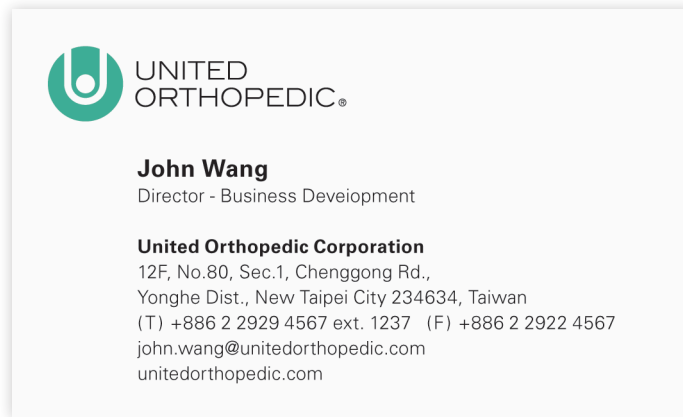 UNITED
ORTHOPEDIC®
John Wang
Director - Business Deveiopment
United Orthopedic Corporation
12F, No.80, Sec.1, Chenggong Rd.,
Yonghe Dist., New Taipei City 234634, Taiwan
(T) +886 2 2929 4567 ext. 1237 (F) +886 2 2922 4567
john.wang@unitedorthopedic.com
unitedorthopedic.com